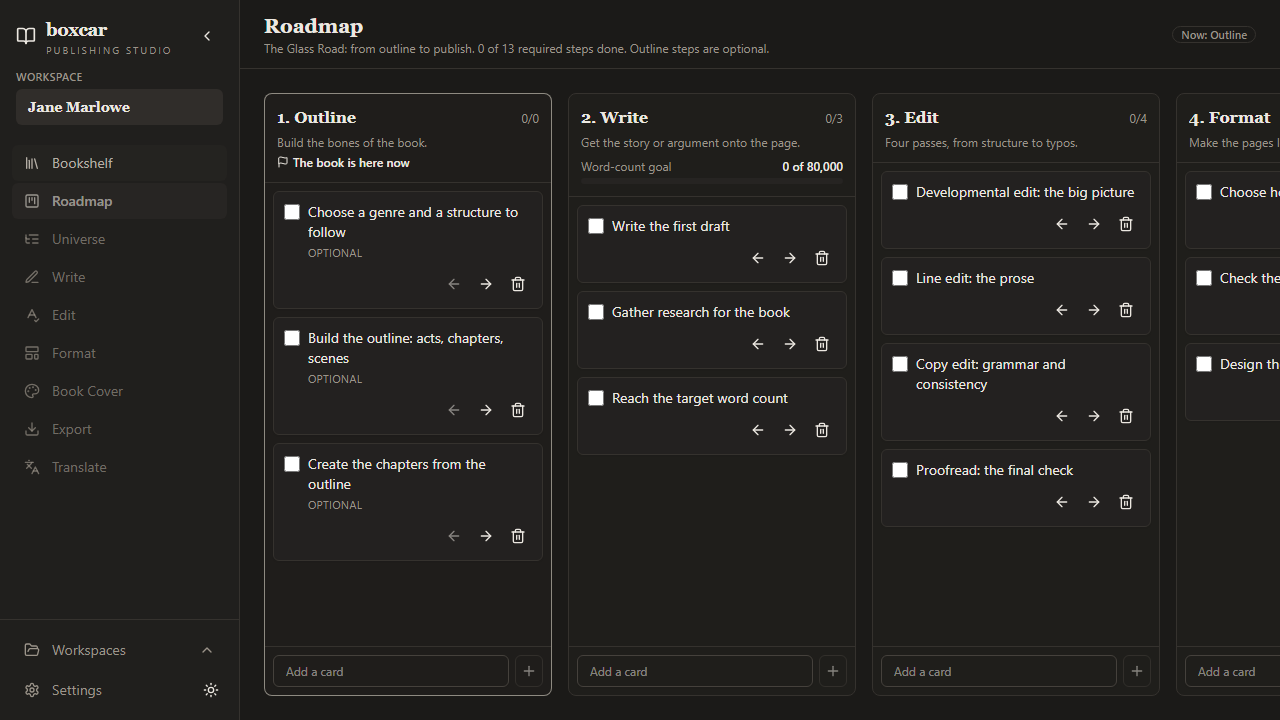 boxcar
PUBLISHING STUDIO
WORKSPACE
Jane Marlowe
Bookshelf
Roadmap
Universe
Write
Edit
Format
Book Cover
Export
Translate
Workspaces
Settings
Roadmap
The Glass Road: from outline to publish. 0 of 13 required steps done. Outline steps are optional.
Now: Outline
1. Outline
0/0
Build the bones of the book.
The book is here now
Choose a genre and a structure to
follow
OPTIONAL
Build the outline: acts, chapters,
scenes
OPTIONAL
Create the chapters from the
outline
OPTIONAL
Add a card
2. Write
0/3
Get the story or argument onto the page.
Word-count goal
0 of 80,000
Write the first draft
Gather research for the book
Reach the target word count
Add a card
3. Edit
0/4
Four passes, from structure to typos.
Developmental edit: the big picture
Line edit: the prose
Copy edit: grammar and
consistency
Proofread: the final check
Add a card
4. Format
Make the pages
Choose
Check the
Design
Add a card